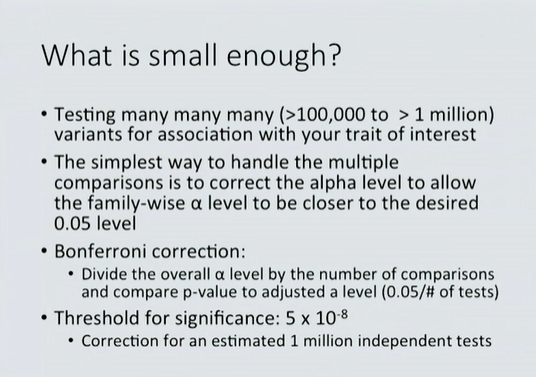 What is small enough?
• Testing many many many (>100,000 to > 1 million)
variants for association with your trait of interest
• The simplest way to handle the multiple
comparisons is to correct the alpha level to allow
the family-wise α level to be closer to the desired
0.05 level
• Bonferroni correction:
• Divide the overall α level by the number of comparisons
and compare p-value to adjusted a level (0.05/# of tests)
• Threshold for significance: 5 x 10⁻⁸
• Correction for an estimated 1 million independent tests